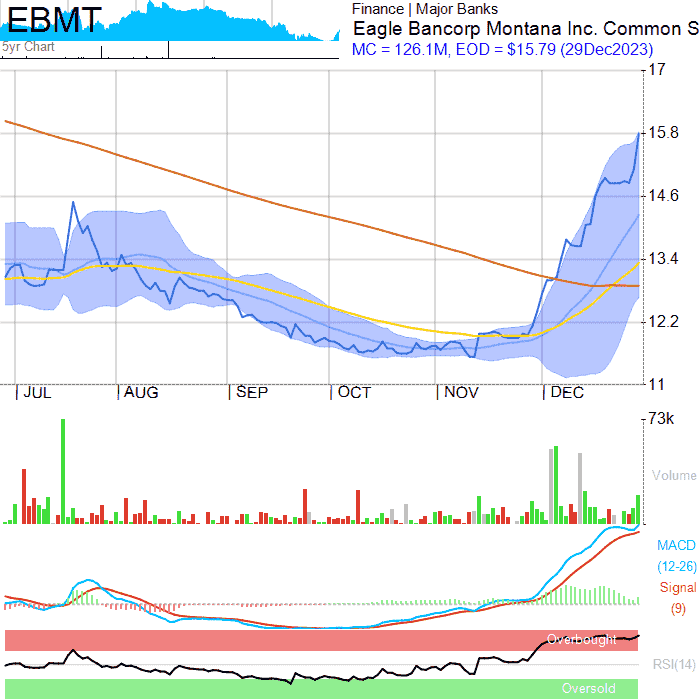 EBMT
5yr Chart
Finance | Major Banks
Eagle Bancorp Montana Inc. Common S
MC = 126.1M, EOD = $15.79 (29Dec2023)
17
15.8
14.6
13.4
12.2
11
JUL AUG SEP OCT NOV DEC
73k
Volume
MACD
(12-26)
Signal
(9)
Overbought
RSI(14)
Oversold